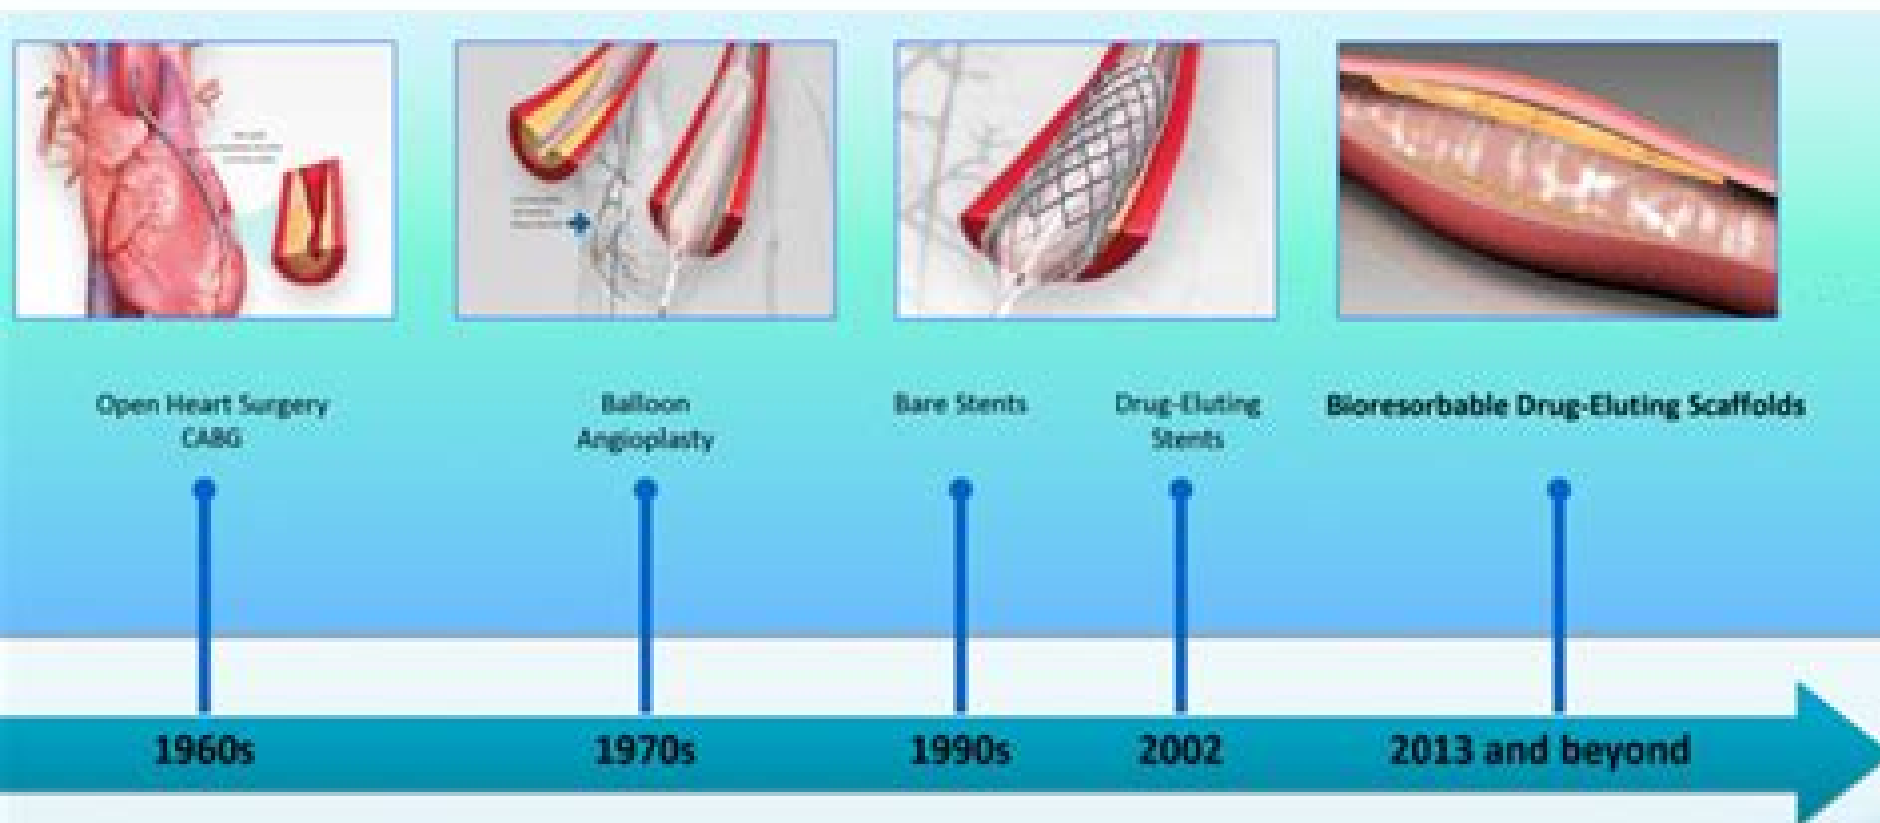 Open Heart Surgery
CABG
Balloon
Angioplasty
Bare Stents
Drug-Eluting
Stents
Bioresorbable Drug-Eluting Scaffolds
1960s
1970s
1990s
2002
2013 and beyond